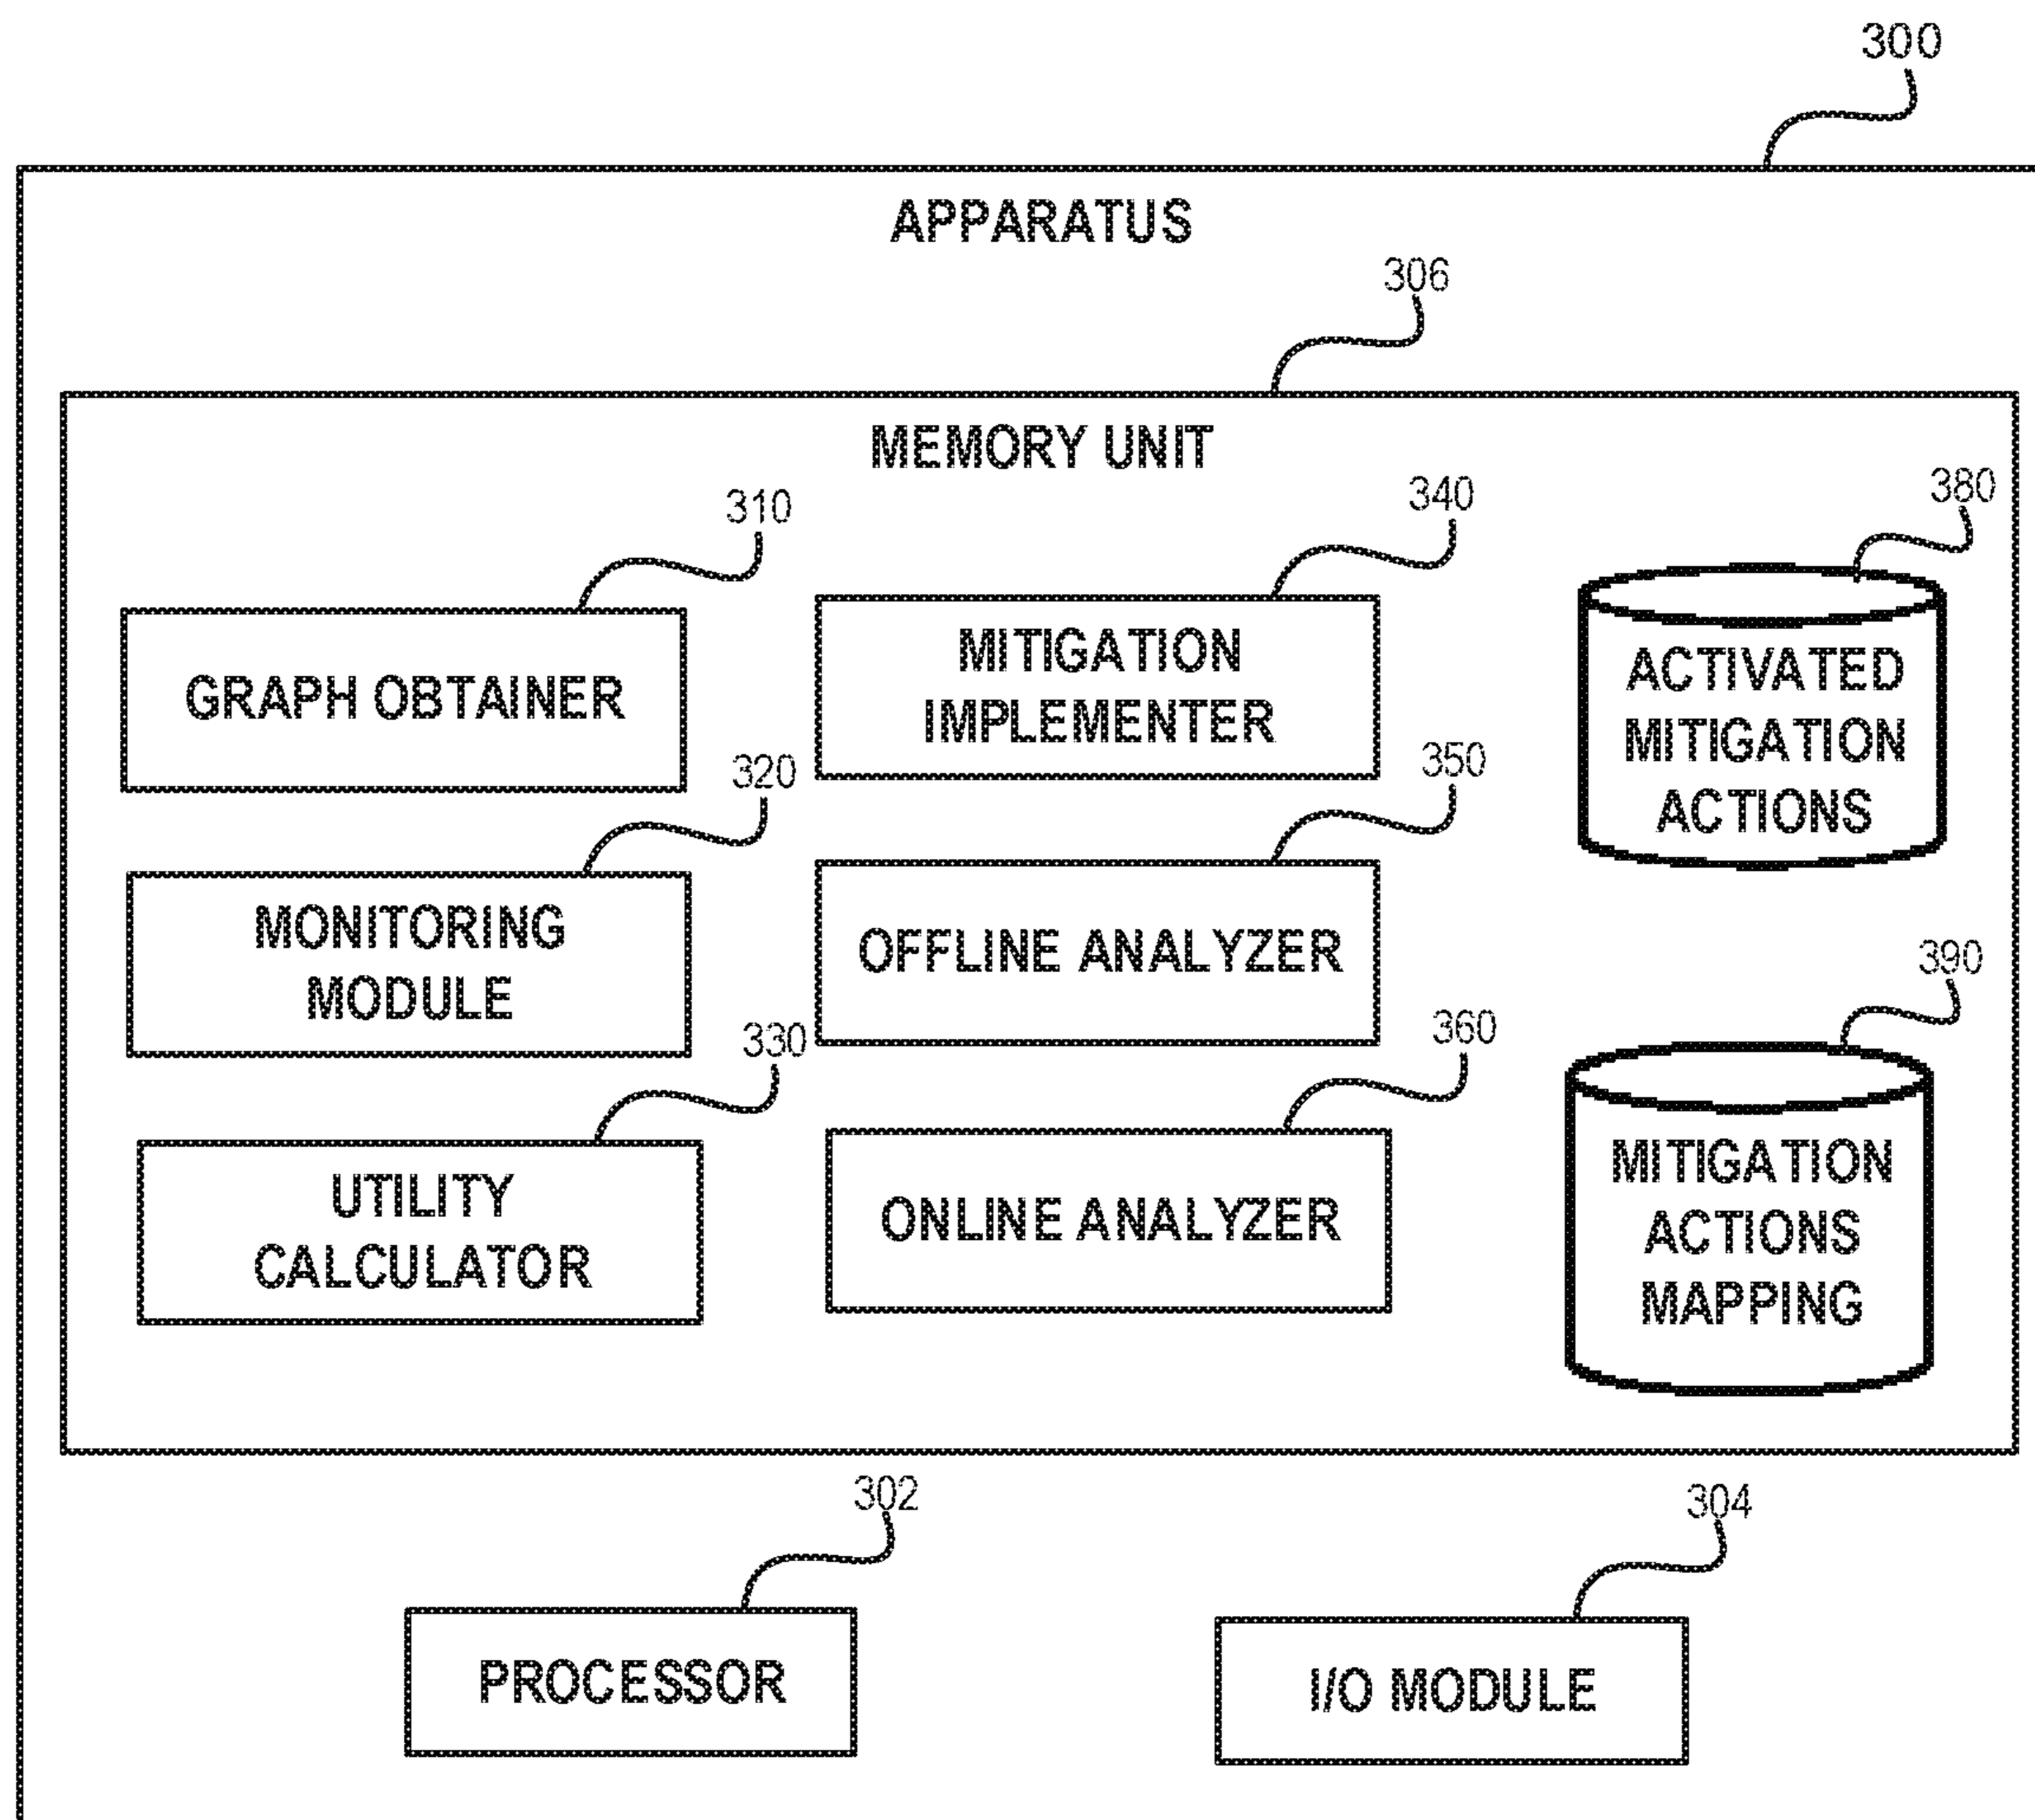 300
APPARATUS
306
MEMORY UNIT
310
GRAPH OBTAINER
340
MITIGATION
IMPLEMENTER
380
ACTIVATED
MITIGATION
ACTIONS
320
MONITORING
MODULE
350
OFFLINE ANALYZER
390
MITIGATION
ACTIONS
MAPPING
330
UTILITY
CALCULATOR
360
ONLINE ANALYZER
302
PROCESSOR
304
I/O MODULE